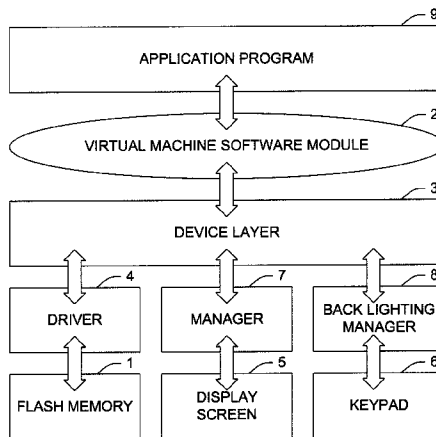 9
APPLICATION PROGRAM
2
VIRTUAL MACHINE SOFTWARE MODULE
3
DEVICE LAYER
4
7
8
DRIVER
MANAGER
BACK LIGHTING
MANAGER
1
5
6
FLASH MEMORY
DISPLAY
SCREEN
KEYPAD